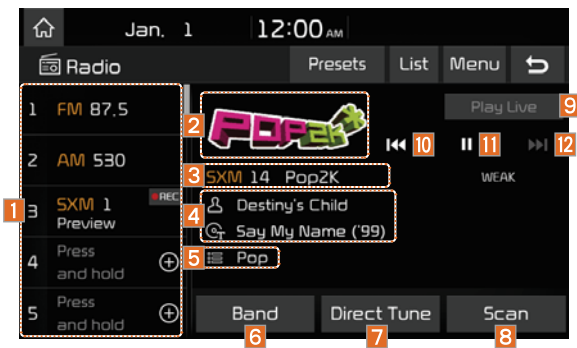 Jan. 1 12:00 AM
Radio Presets List Menu
1 FM 87.5
2 AM 530
3 SXM 1 Preview REC
4 Press and hold
5 Press and hold
1
2 POP2K
3 SXM 14 Pop2K
4 Destiny's Child
Say My Name ('99)
5 Pop
Play Live 9
10 11 12
WEAK
Band Direct Tune Scan
6 7 8